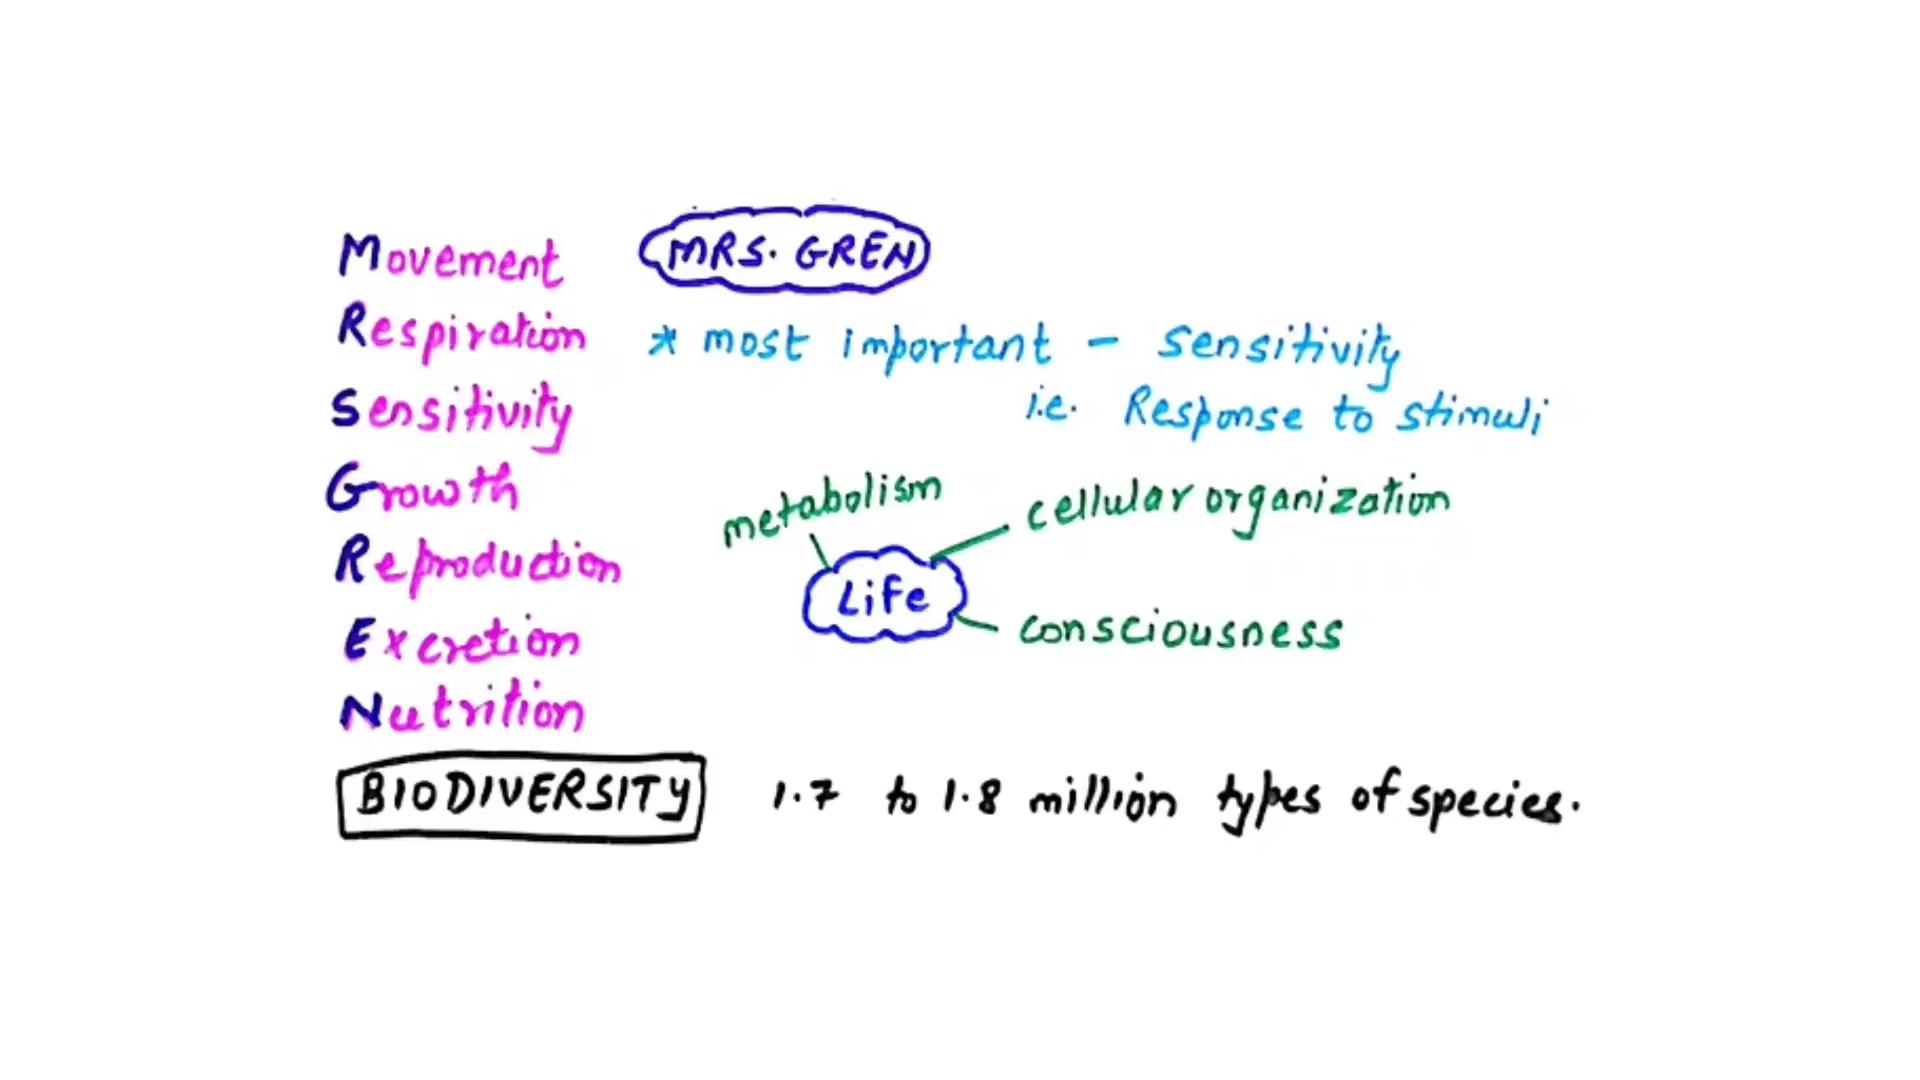 Movement
MRS. GREN
Respiration
* most important - sensitivity
i.e. Response to stimuli
Sensitivity
Growth
metabolism
cellular organization
Life
Reproduction
consciousness
Excretion
Nutrition
BIODIVERSITY
1.7 to 1.8 million types of species.